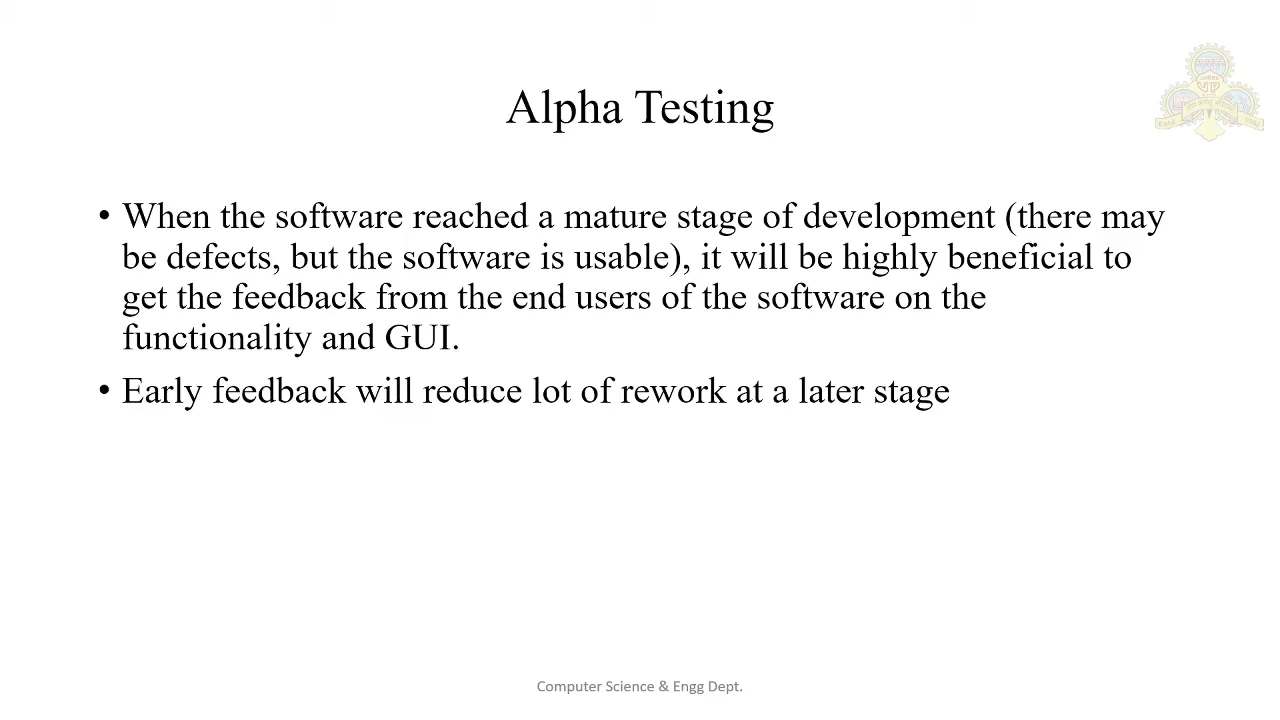 Alpha Testing
• When the software reached a mature stage of development (there may
be defects, but the software is usable), it will be highly beneficial to
get the feedback from the end users of the software on the
functionality and GUI.
• Early feedback will reduce lot of rework at a later stage
Computer Science & Engg Dept.